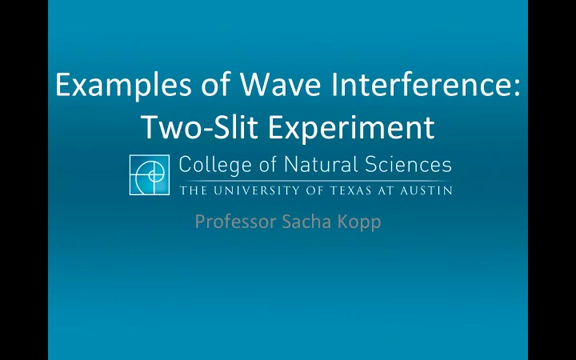 Examples of Wave Interference:
Two-Slit Experiment
College of Natural Sciences
THE UNIVERSITY OF TEXAS AT AUSTIN
Professor Sacha Kopp